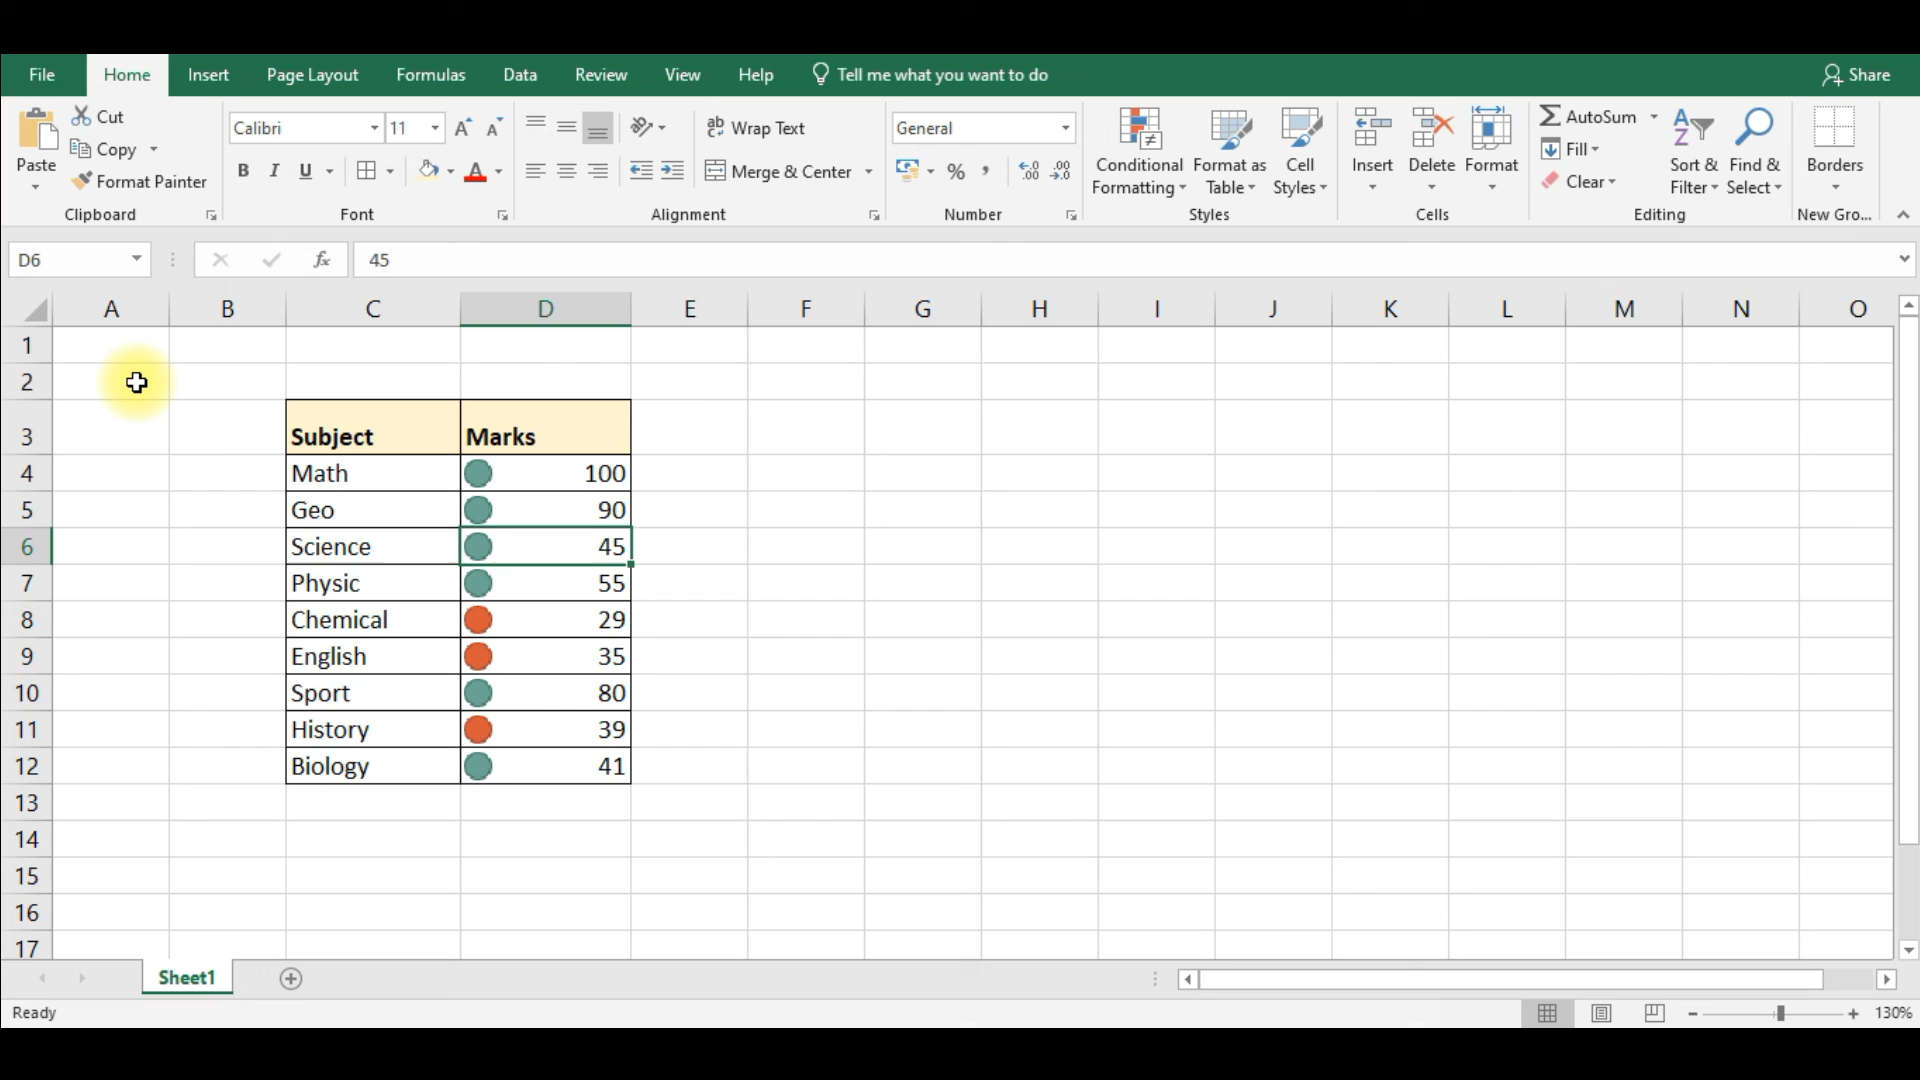 File Home Insert Page Layout Formulas Data Review View Help Tell me what you want to do Share
Paste
Cut
Copy
Format Painter
Clipboard
Calibri 11
B I U A
Font
ab Wrap Text
Merge & Center
Alignment
General
% , .00 .00
Number
Conditional Formatting
Format as Table
Cell Styles
Styles
Insert Delete Format
Cells
AutoSum
Fill
Clear
Sort & Filter
Find & Select
Editing
Borders
New Gro...
D6 fx 45
A B C D E F G H I J K L M N O
1
2
3 Subject Marks
4 Math 100
5 Geo 90
6 Science 45
7 Physic 55
8 Chemical 29
9 English 35
10 Sport 80
11 History 39
12 Biology 41
13
14
15
16
17
Sheet1
Ready 130%